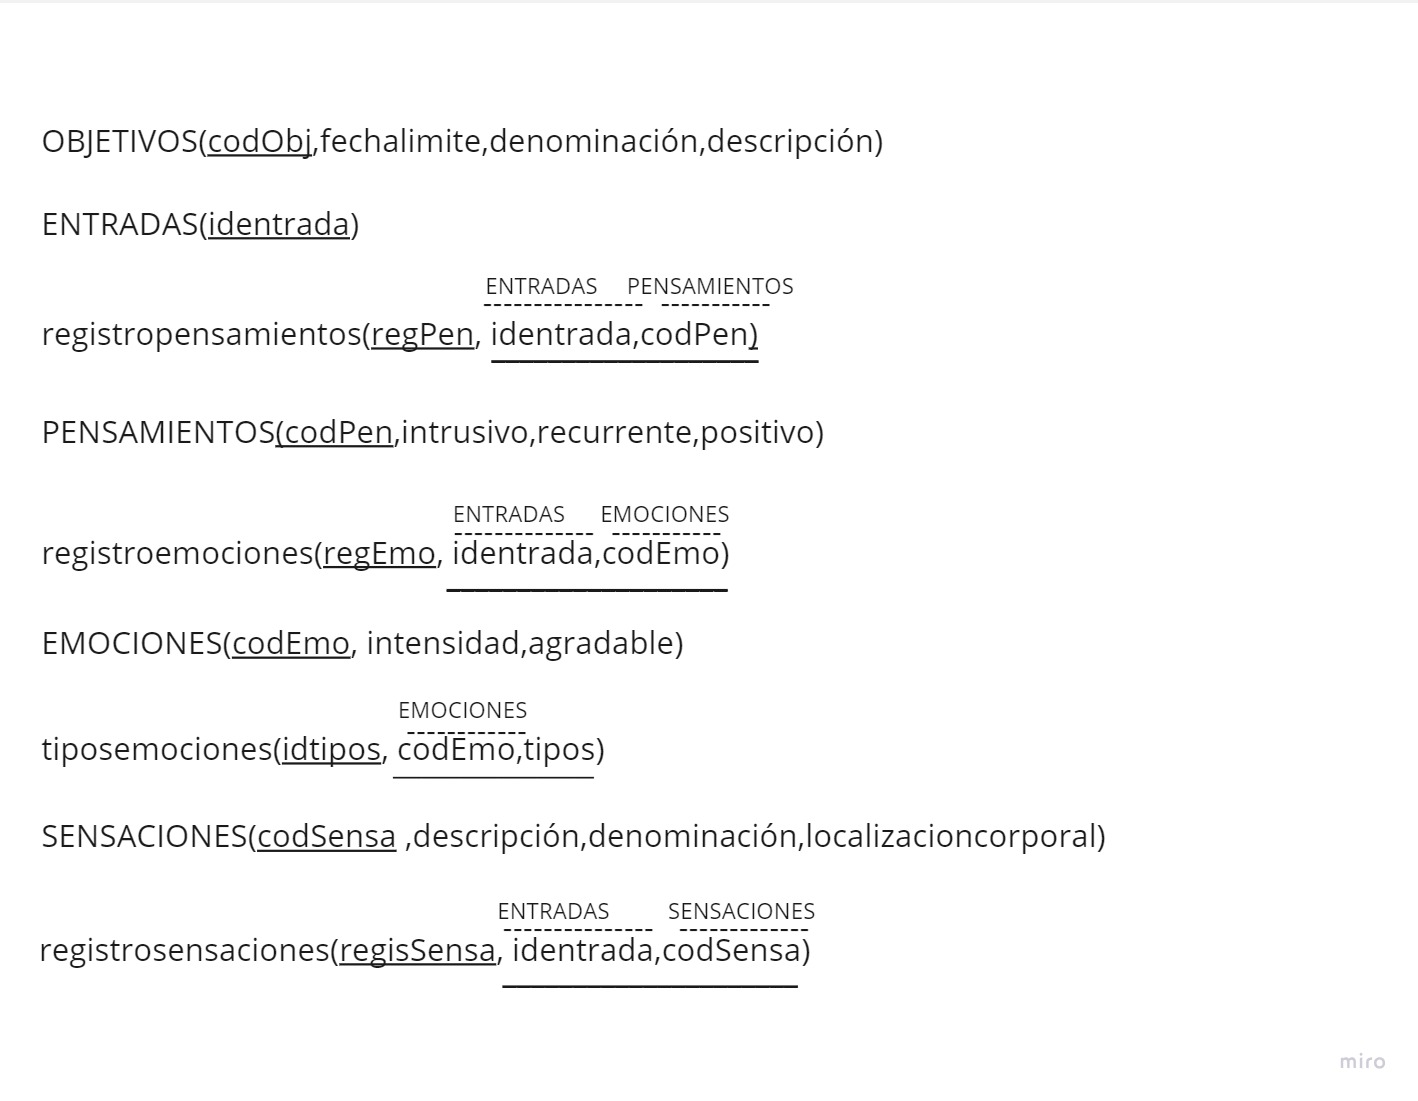 OBJETIVOS(codObj,fechalimite,denominación,descripción)
ENTRADAS(identrada)
ENTRADAS PENSAMIENTOS
registropensamientos(regPen, identrada,codPen)
PENSAMIENTOS(codPen,intrusivo,recurrente,positivo)
ENTRADAS EMOCIONES
registroemociones(regEmo, identrada,codEmo)
EMOCIONES(codEmo, intensidad,agradable)
EMOCIONES
tiposemociones(idtipos, codEmo,tipos)
SENSACIONES(codSensa ,descripción,denominación,localizacioncorporal)
ENTRADAS SENSACIONES
registrosensaciones(regisSensa, identrada,codSensa)
miro